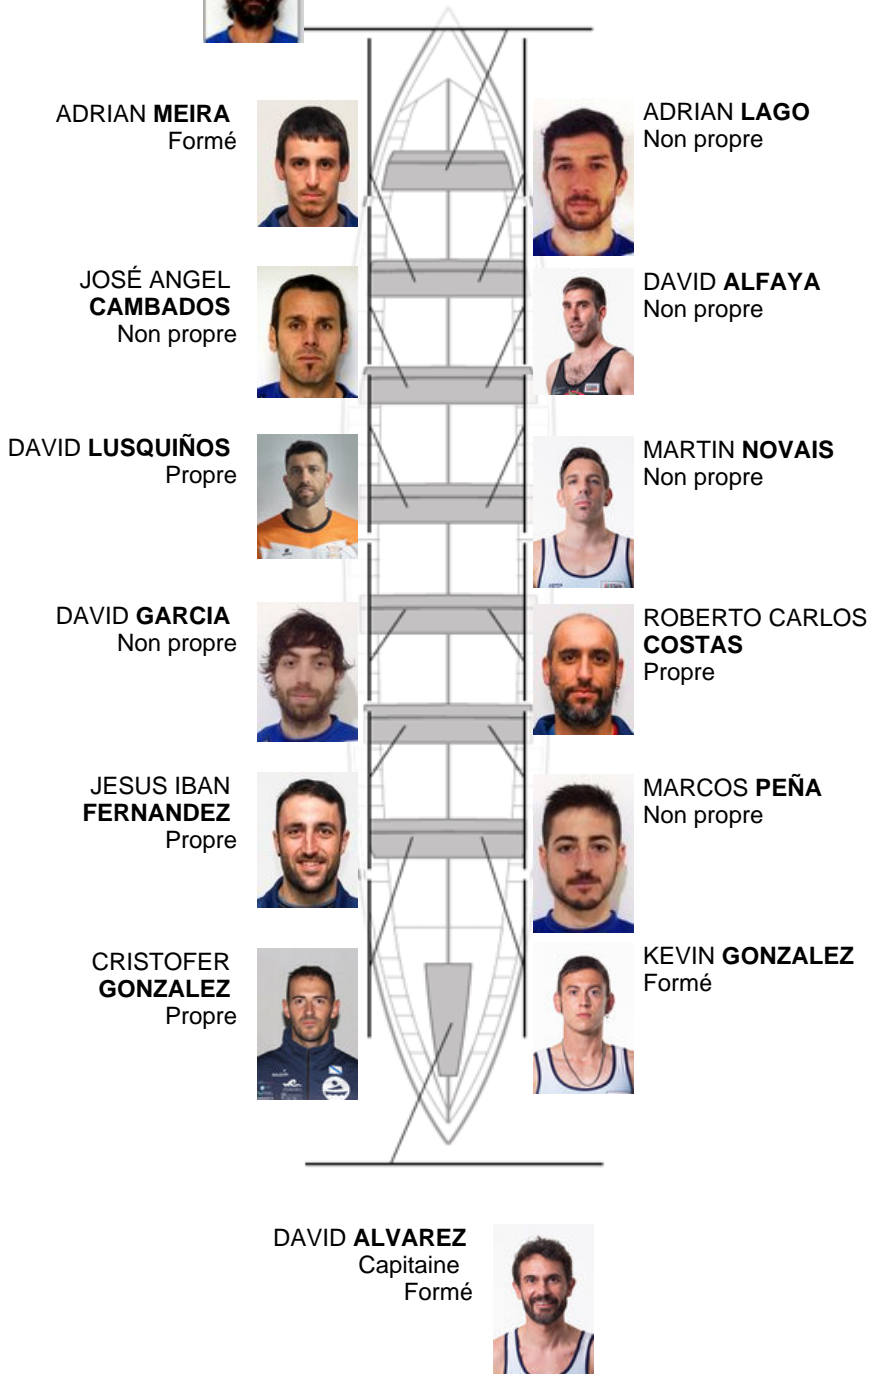 ADRIAN MEIRA
Formé
ADRIAN LAGO
Non propre
JOSÉ ANGEL
CAMBADOS
Non propre
DAVID ALFAYA
Non propre
DAVID LUSQUIÑOS
Propre
MARTIN NOVAIS
Non propre
DAVID GARCIA
Non propre
ROBERTO CARLOS
COSTAS
Propre
JESUS IBAN
FERNANDEZ
Propre
MARCOS PEÑA
Non propre
CRISTOFER
GONZALEZ
Propre
KEVIN GONZALEZ
Formé
DAVID ALVAREZ
Capitaine
Formé